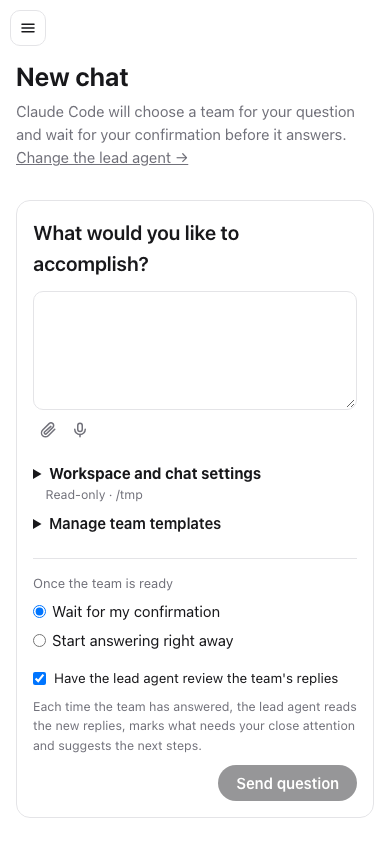 New chat
Claude Code will choose a team for your question
and wait for your confirmation before it answers.
Change the lead agent →
What would you like to
accomplish?
Workspace and chat settings
Read-only · /tmp
Manage team templates
Once the team is ready
Wait for my confirmation
Start answering right away
Have the lead agent review the team's replies
Each time the team has answered, the lead agent reads
the new replies, marks what needs your close attention
and suggests the next steps.
Send question